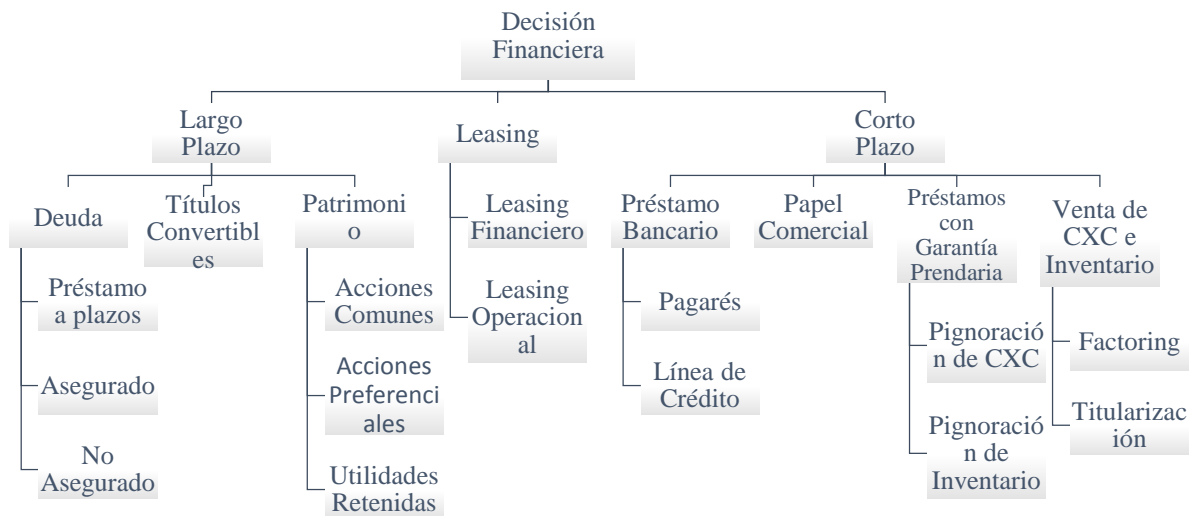 Decisión
Financiera
Largo
Plazo
Leasing
Corto
Plazo
Deuda
Títulos
Convertibl
es
Patrimoni
o
Leasing
Financiero
Préstamo
Bancario
Papel
Comercial
Préstamos
con
Garantía
Prendaria
Venta de
CXC e
Inventario
Préstamo
a plazos
Asegurado
No
Asegurado
Acciones
Comunes
Acciones
Preferenci
ales
Utilidades
Retenidas
Leasing
Operacion
al
Pagarés
Línea de
Crédito
Pignoració
n de CXC
Pignoració
n de
Inventario
Factoring
Titularizac
ión